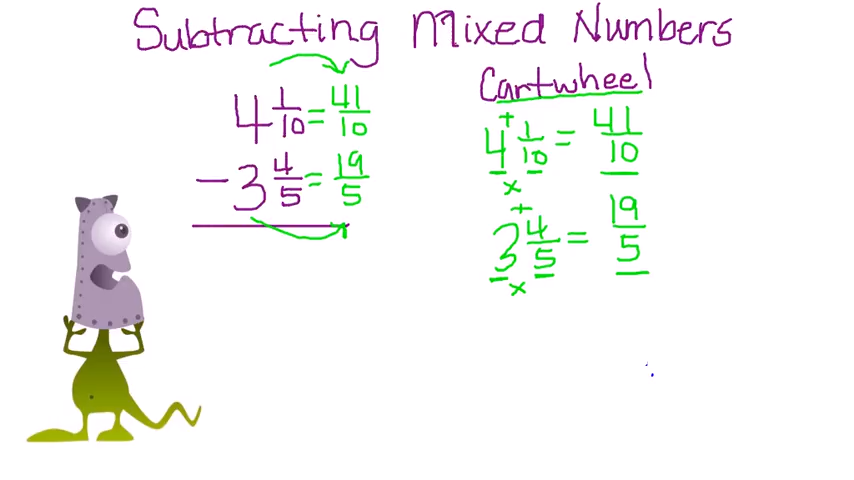 Subtracting Mixed Numbers
Cartwheel
4 1/10 = 41/10
- 3 4/5 = 19/5
+
4 1/10 = 41/10
x
+
3 4/5 = 19/5
x